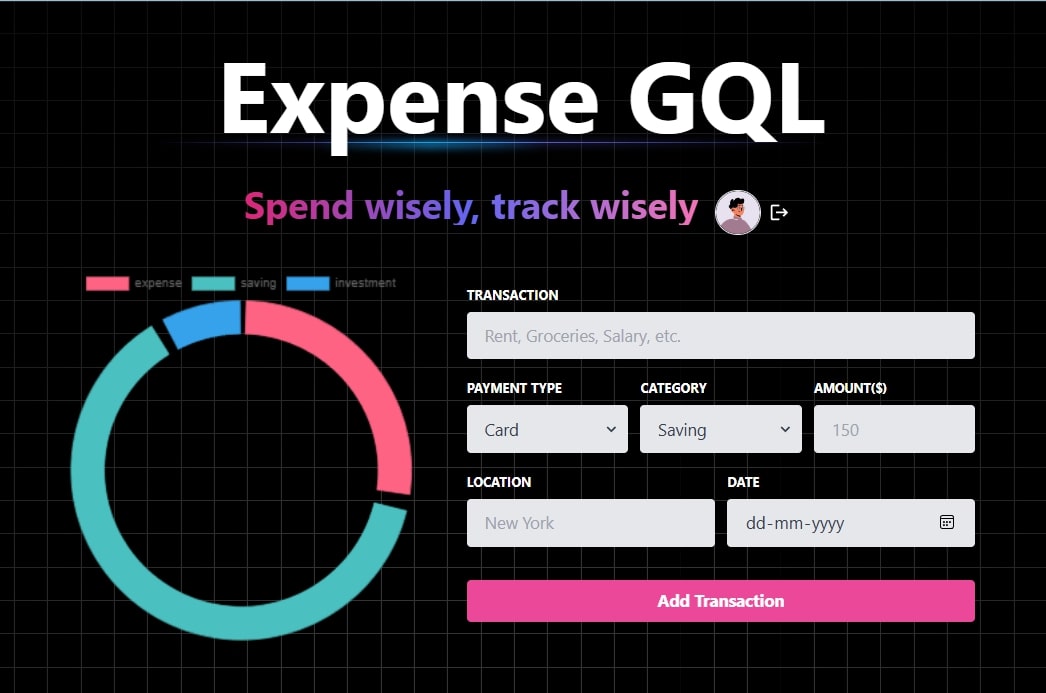 Expense GQL
Spend wisely, track wisely
expense saving investment
TRANSACTION
Rent, Groceries, Salary, etc.
PAYMENT TYPE CATEGORY AMOUNT($)
Card Saving 150
LOCATION DATE
New York dd-mm-yyyy
Add Transaction